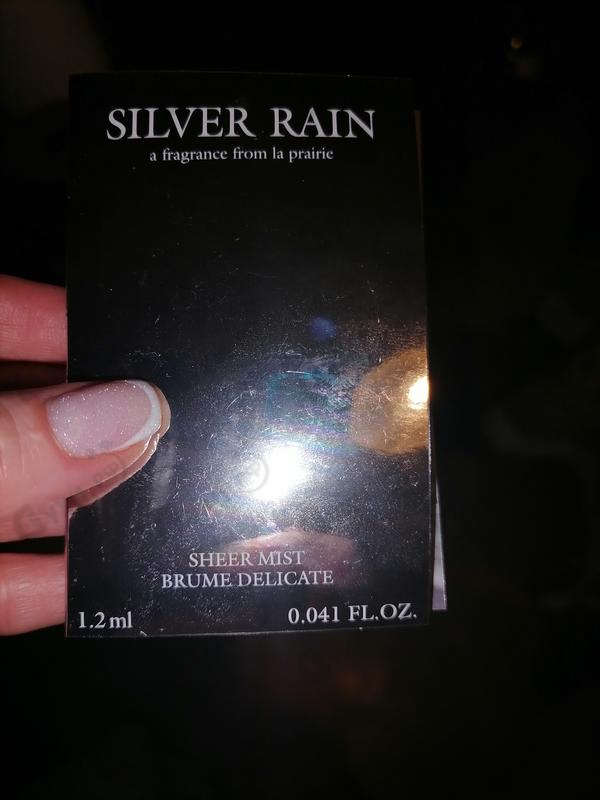 SILVER RAIN
a fragrance from la prairie
SHEER MIST
BRUME DELICATE
1.2 ml
0.041 FL.OZ.